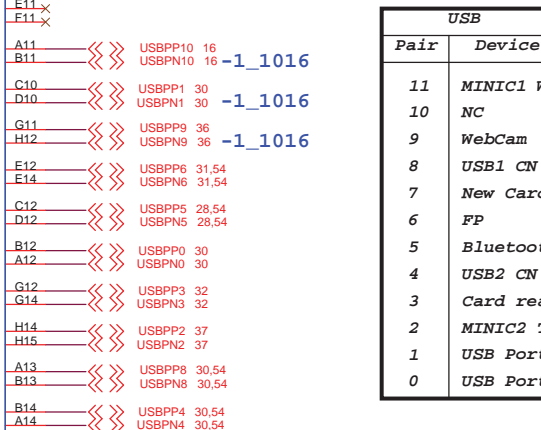 E11
F11
A11 USBPP10 16
B11 USBPN10 16 -1_1016
C10 USBPP1 30
D10 USBPN1 30 -1_1016
G11 USBPP9 36
H12 USBPN9 36 -1_1016
E12 USBPP6 31,54
E14 USBPN6 31,54
C12 USBPP5 28,54
D12 USBPN5 28,54
B12 USBPP0 30
A12 USBPN0 30
G12 USBPP3 32
G14 USBPN3 32
H14 USBPP2 37
H15 USBPN2 37
A13 USBPP8 30,54
B13 USBPN8 30,54
B14 USBPP4 30,54
A14 USBPN4 30,54
USB
Pair Device
11 MINIC1
10 NC
9 WebCam
8 USB1 CN
7 New
6 FP
5
4 USB2 CN
3 Card
2 MINIC2
1 USB
0 USB